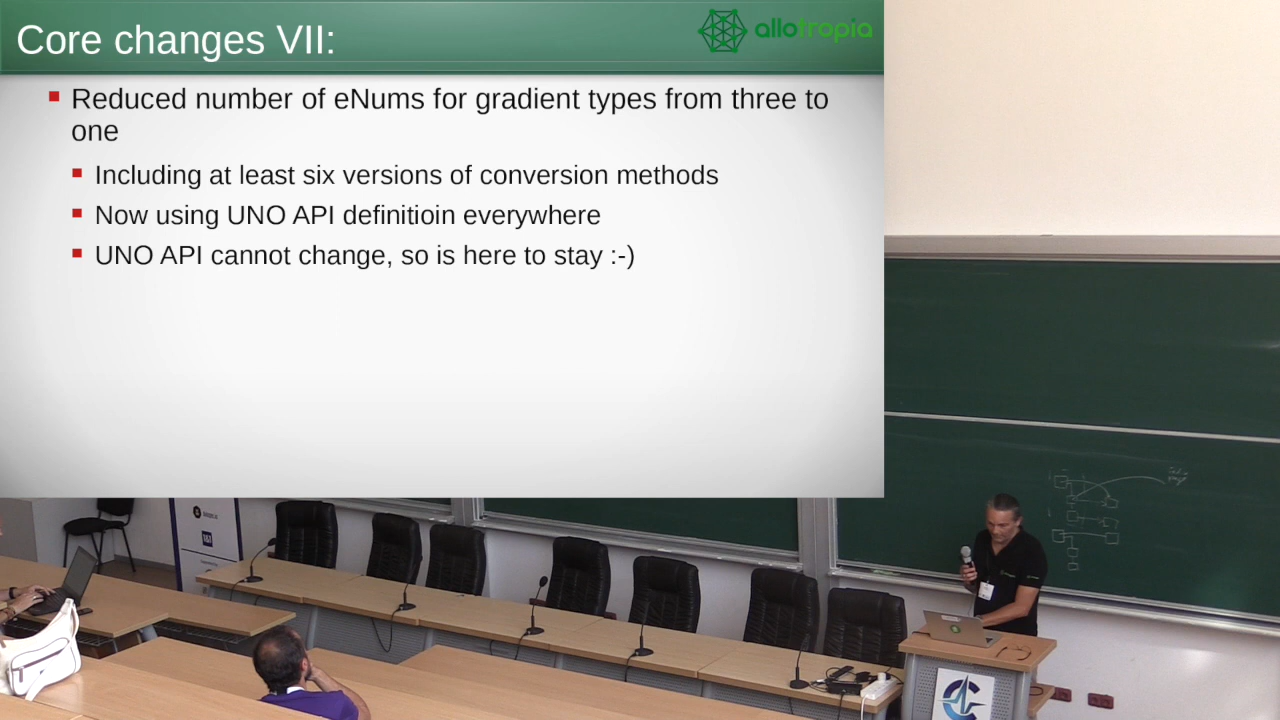 Core changes VII:
allotropia
Reduced number of eNums for gradient types from three to
one
Including at least six versions of conversion methods
Now using UNO API definitioin everywhere
UNO API cannot change, so is here to stay :-)